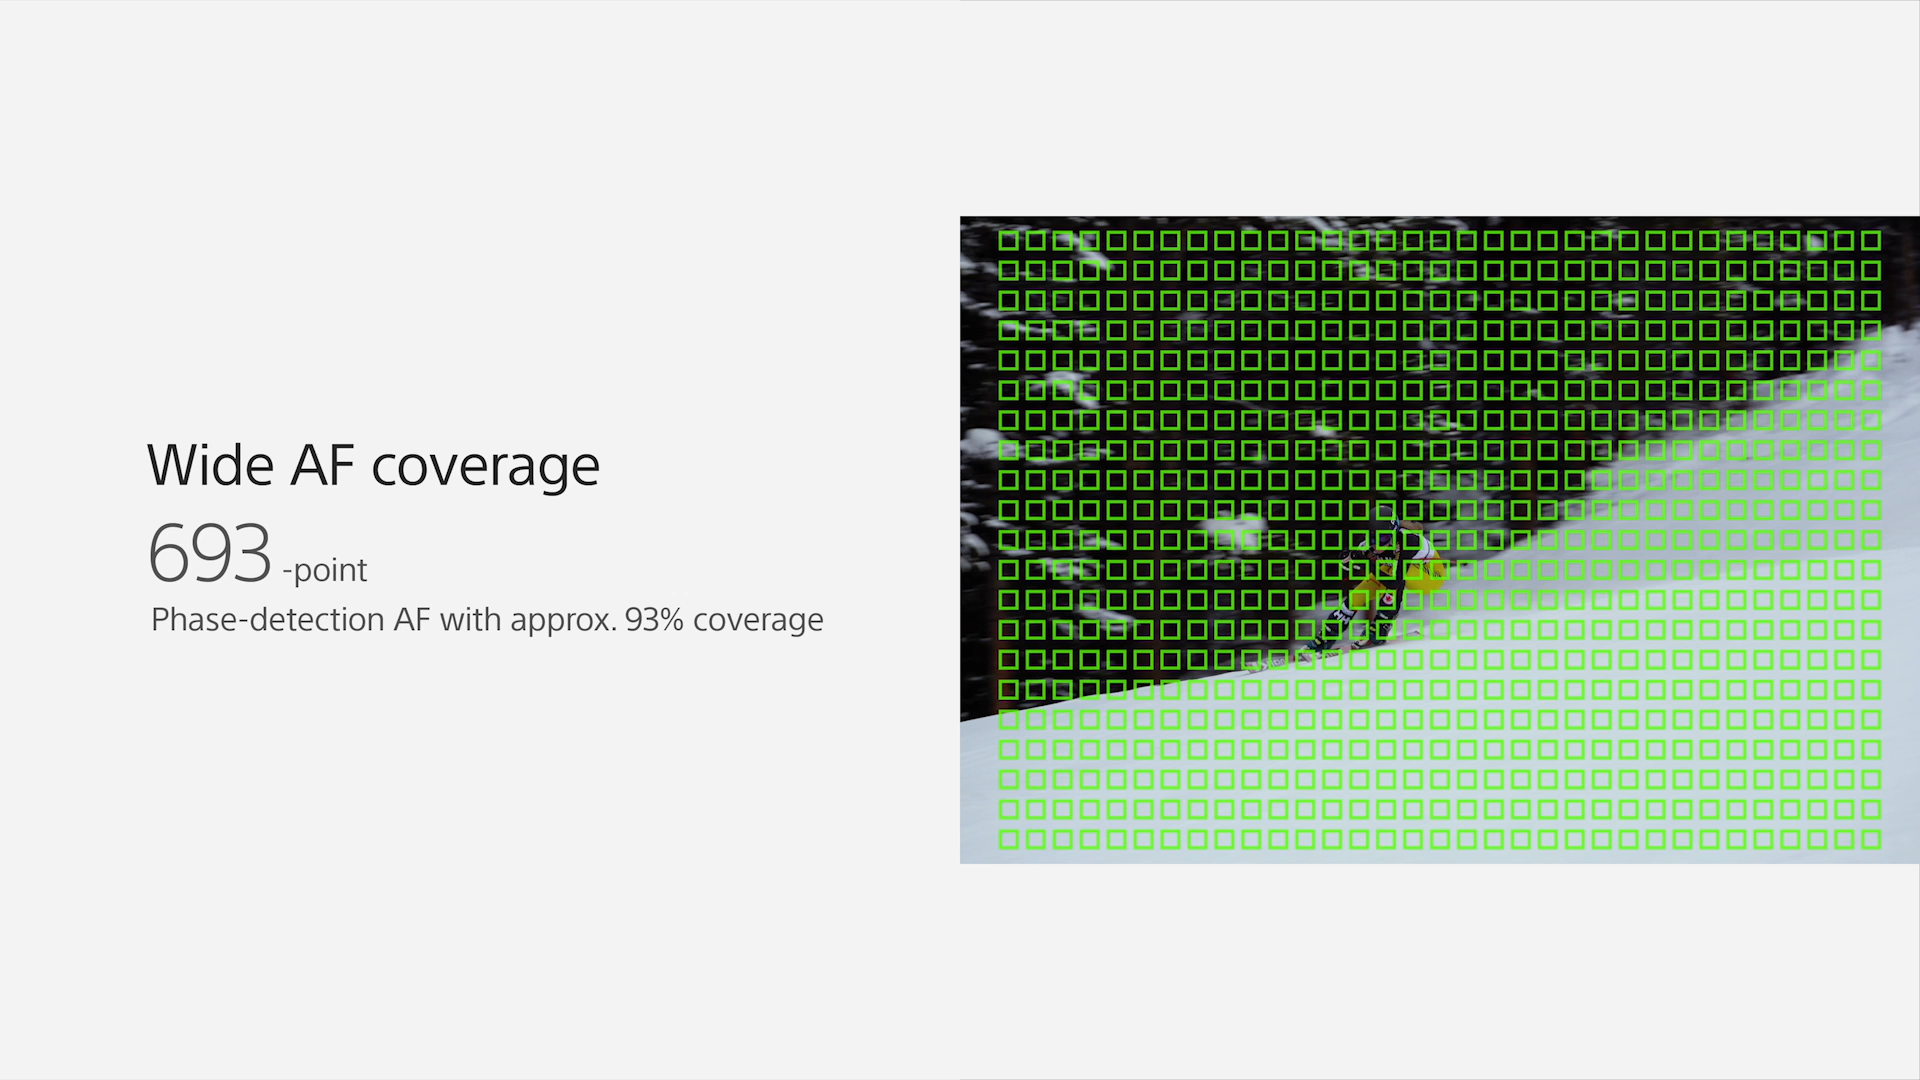 Wide AF coverage
693 -point
Phase-detection AF with approx. 93% coverage